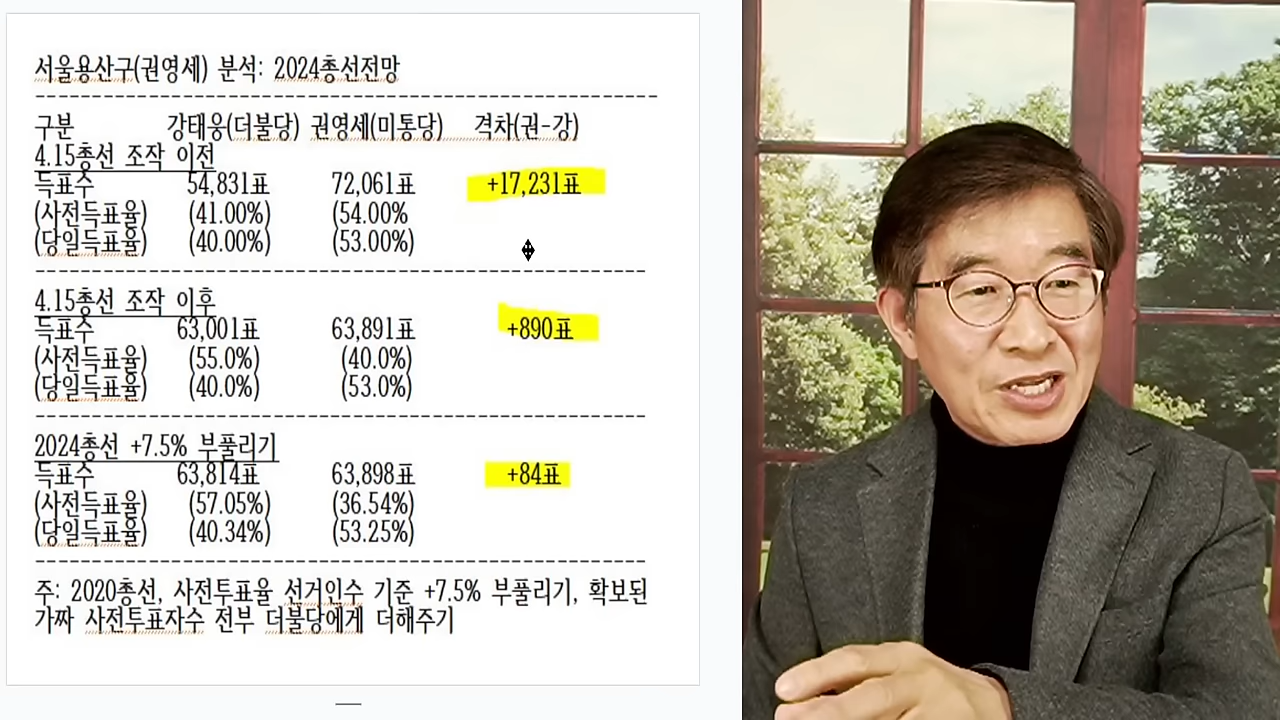 서울용산구(권영세) 분석: 2024총선전망
구분 강태웅(더불당) 권영세(미통당) 격차(권-강)
4.15총선 조작 이전
득표수 54,831표 72,061표 +17,231표
(사전득표율) (41.00%) (54.00%
(당일득표율) (40.00%) (53.00%)
4.15총선 조작 이후
득표수 63,001표 63,891표 +890표
(사전득표율) (55.0%) (40.0%)
(당일득표율) (40.0%) (53.0%)
2024총선 +7.5% 부풀리기
득표수 63,814표 63,898표 +84표
(사전득표율) (57.05%) (36.54%)
(당일득표율) (40.34%) (53.25%)
주: 2020총선, 사전투표율 선거인수 기준 +7.5% 부풀리기, 확보된
가짜 사전투표자수 전부 더불당에게 더해주기